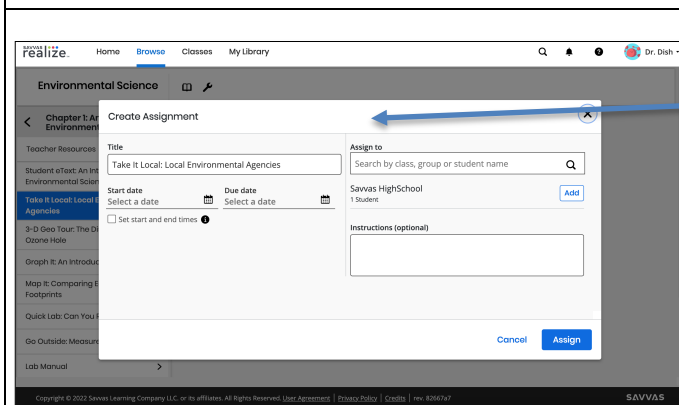 SAVVAS
realize.
Home
Browse
Classes
My Library
Dr. Dish
Environmental Science
Chapter 1: An
Environment
Teacher Resources
Student eText: An Int
Environmental Scien
Take It Local: Local E
Agencies
3-D Geo Tour: The Di
Ozone Hole
Graph It: An Introduc
Map It: Comparing E
Footprints
Quick Lab: Can You
Go Outside: Measure
Lab Manual
Create Assignment
Title
Take It Local: Local Environmental Agencies
Start date
Select a date
Due date
Select a date
Set start and end times
Assign to
Search by class, group or student name
Savvas HighSchool
1 Student
Add
Instructions (optional)
Cancel
Assign
Copyright © 2022 Savvas Learning Company LLC. or its affiliates. All Rights Reserved. User Agreement | Privacy Policy | Credits | rev. 82667a7
SAVVAS